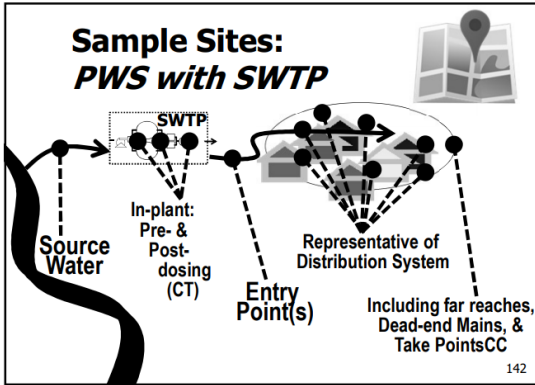 Sample Sites:
PWS with SWTP
SWTP
Source
Water
In-plant:
Pre- &
Post-
dosing
(CT)
Entry
Point(s)
Representative of
Distribution System
Including far reaches,
Dead-end Mains, &
Take PointsCC
142